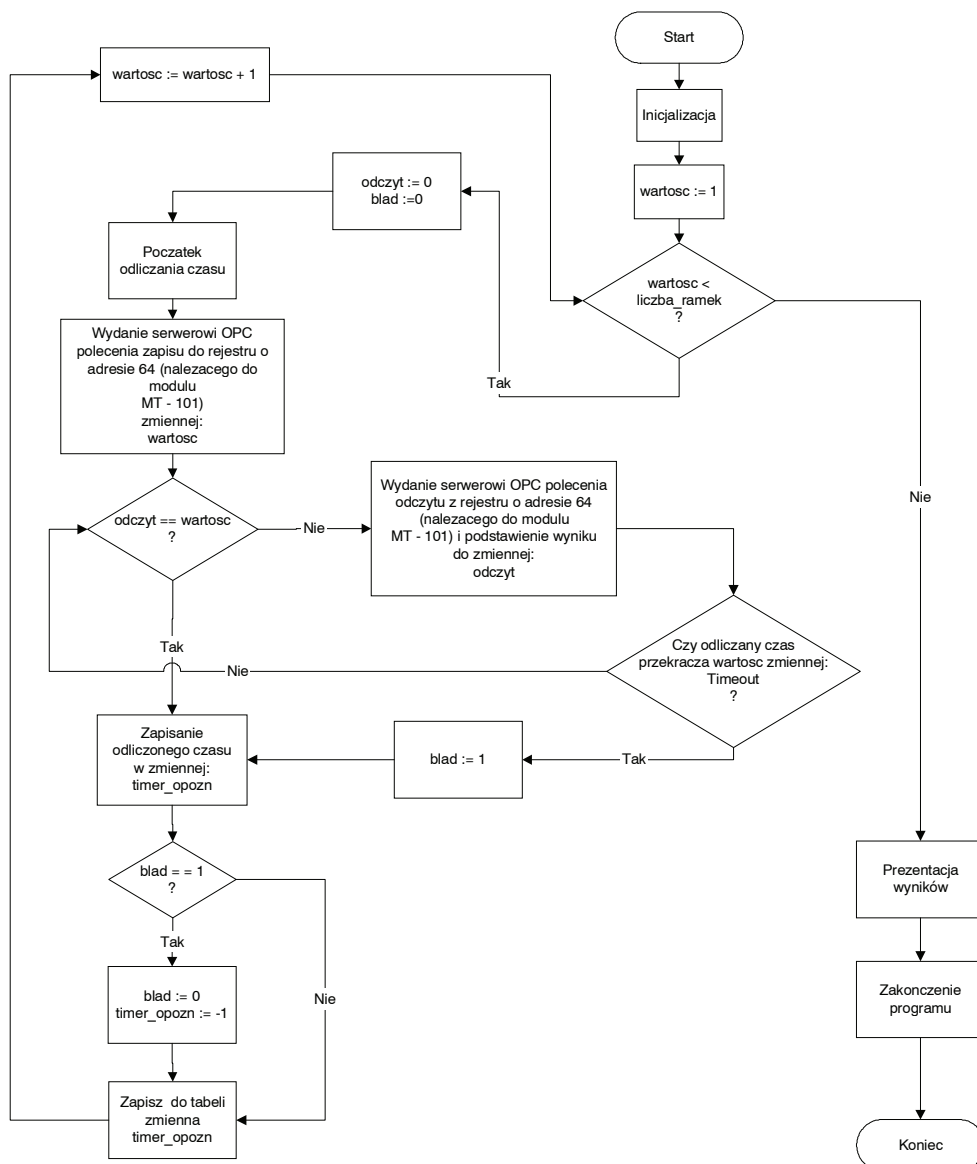 Start
Inicjalizacja
wartosc := 1
wartosc <
liczba_ramek
?
Tak
Nie
wartosc := wartosc + 1
odczyt := 0
blad :=0
Poczatek
odliczania czasu
Wydanie serwerowi OPC
polecenia zapisu do rejestru o
adresie 64 (nalezacego do
modulu
MT - 101)
zmiennej:
wartosc
odczyt == wartosc
?
Nie
Tak
Wydanie serwerowi OPC polecenia
odczytu z rejestru o adresie 64
(nalezacego do modulu
MT - 101) i podstawienie wyniku
do zmiennej:
odczyt
Czy odliczany czas
przekracza wartosc zmiennej:
Timeout
?
Nie
Tak
blad := 1
Zapisanie
odliczonego czasu
w zmiennej:
timer_opozn
blad = = 1
?
Tak
Nie
blad := 0
timer_opozn := -1
Zapisz do tabeli
zmienna
timer_opozn
Prezentacja
wyników
Zakonczenie
programu
Koniec